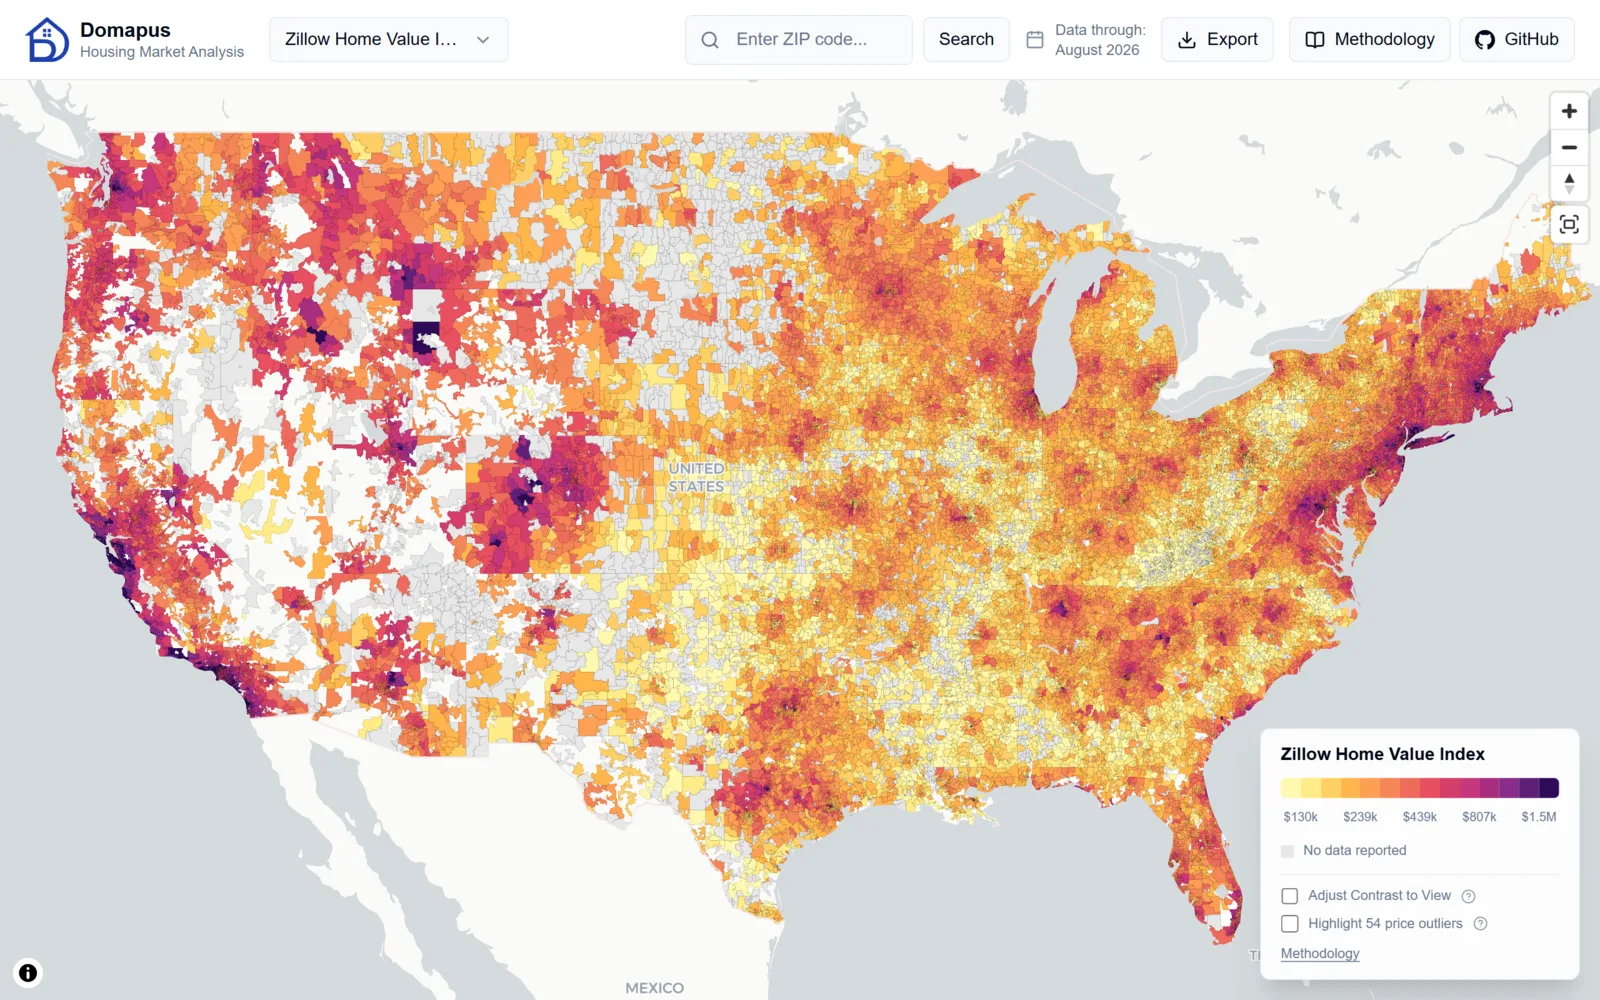 Domapus
Housing Market Analysis
Zillow Home Value I...
Enter ZIP code...
Search
Data through:
August 2026
Export
Methodology
GitHub
UNITED
STATES
MEXICO
Zillow Home Value Index
$130k $239k $439k $807k $1.5M
No data reported
Adjust Contrast to View
Highlight 54 price outliers
Methodology